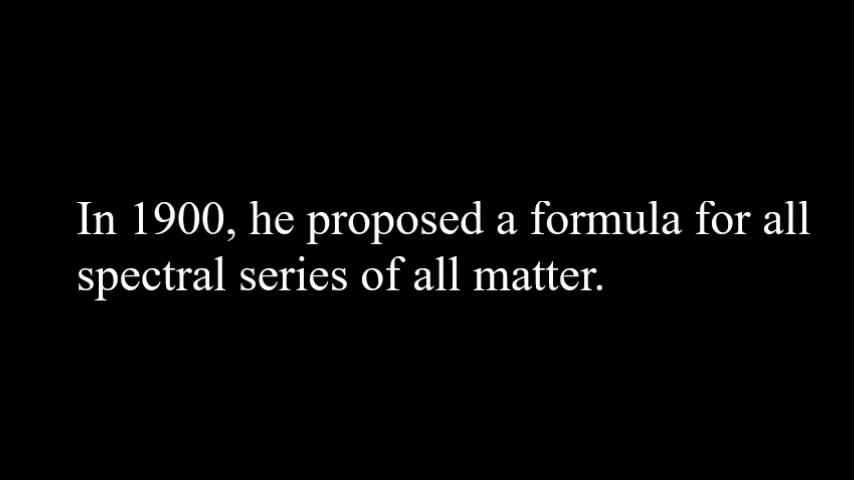 In 1900, he proposed a formula for all
spectral series of all matter.